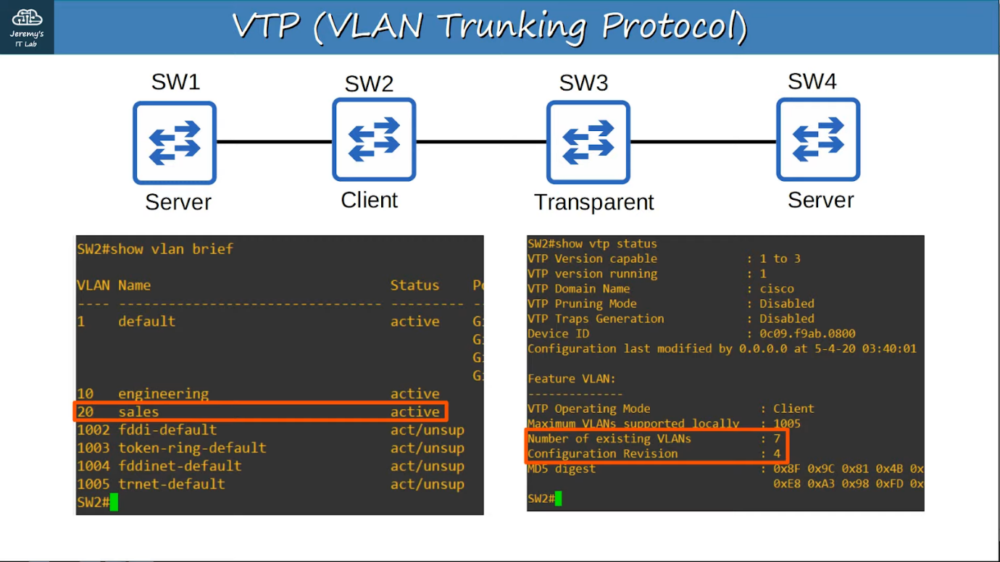 Jeremy's
IT Lab
VTP (VLAN Trunking Protocol)
SW1
SW2
SW3
SW4
Server
Client
Transparent
Server
SW2#show vlan brief
VLAN Name Status Po
---- -------------------------------- --------- --
1 default active Gi
Gi
Gi
Gi
10 engineering active
20 sales active
1002 fddi-default act/unsup
1003 token-ring-default act/unsup
1004 fddinet-default act/unsup
1005 trnet-default act/unsup
SW2#
SW2#show vtp status
VTP Version capable : 1 to 3
VTP version running : 1
VTP Domain Name : cisco
VTP Pruning Mode : Disabled
VTP Traps Generation : Disabled
Device ID : 0c09.f9ab.0800
Configuration last modified by 0.0.0.0 at 5-4-20 03:40:01
Feature VLAN:
--------------
VTP Operating Mode : Client
Maximum VLANs supported locally : 1005
Number of existing VLANs : 7
Configuration Revision : 4
MD5 digest : 0x8F 0x9C 0x81 0x4B 0x
0xE8 0xA3 0x98 0xFD 0x
SW2#